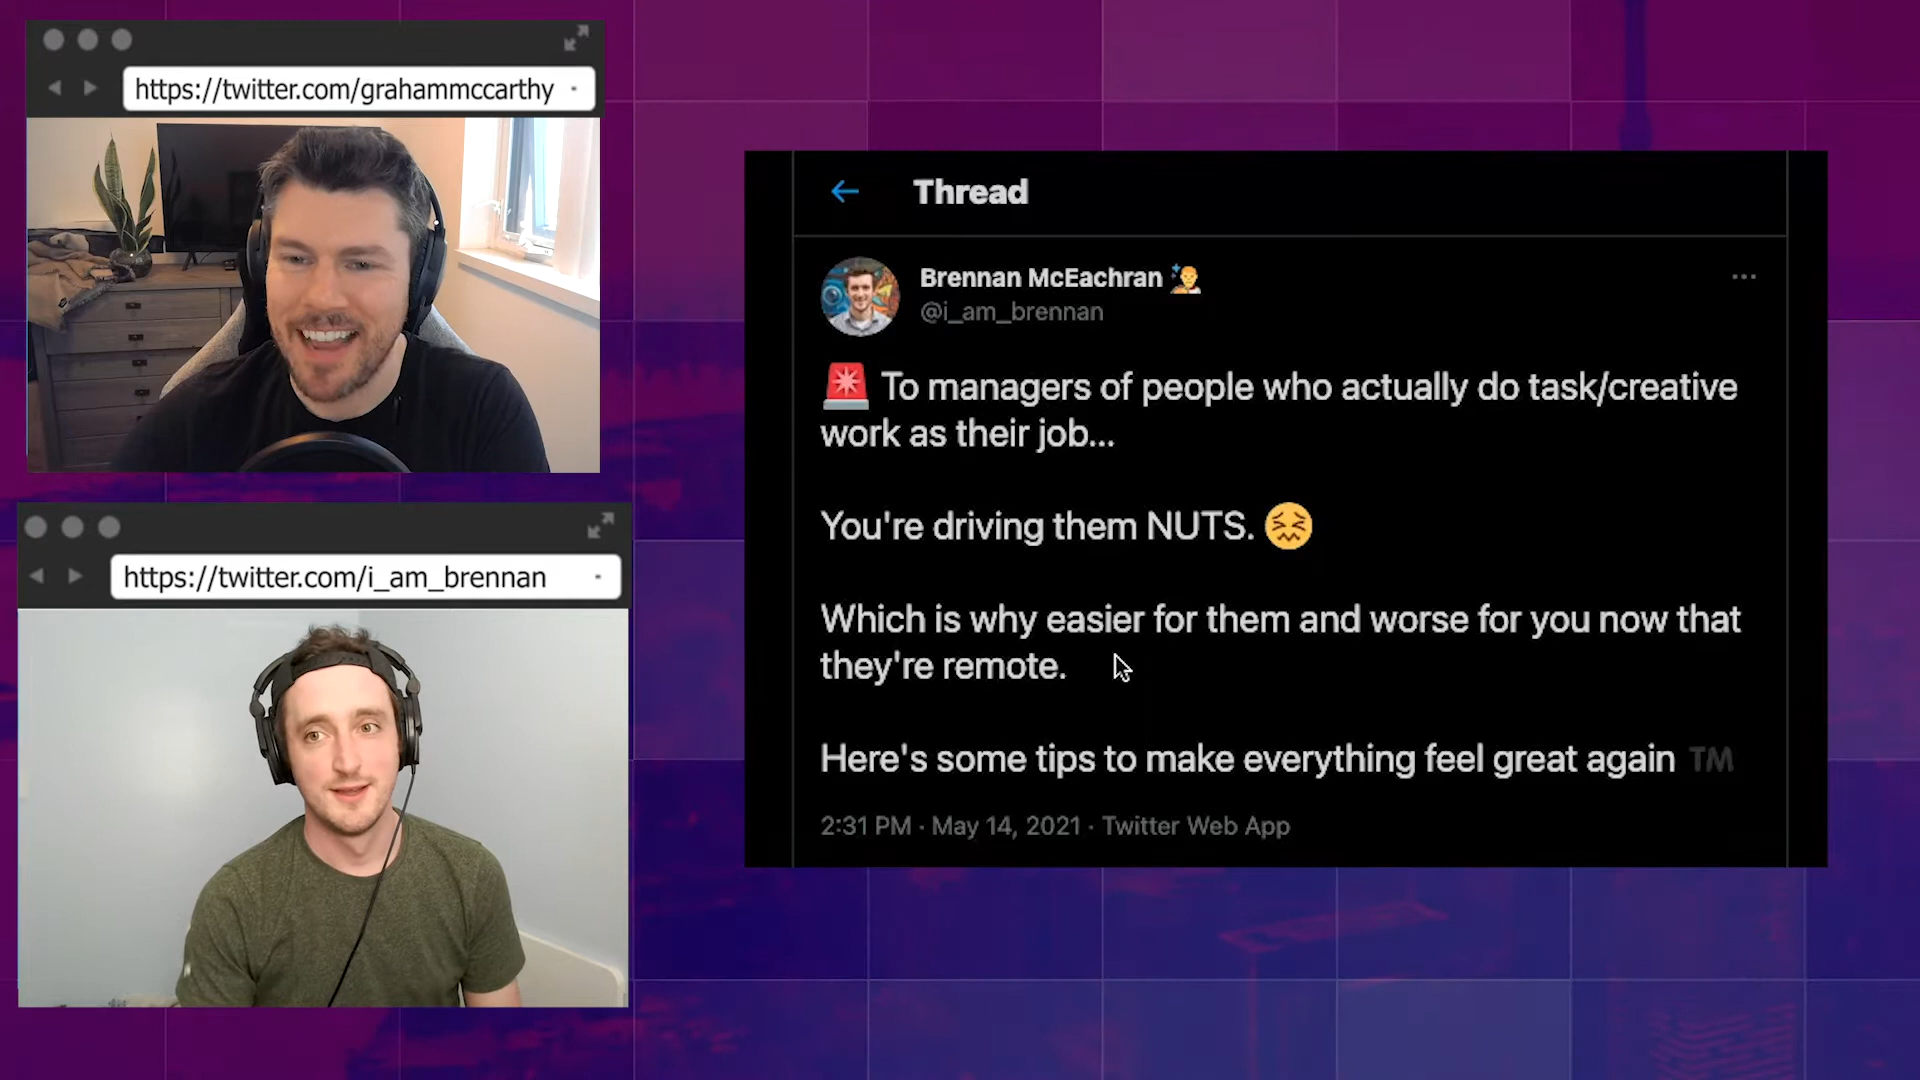 https://twitter.com/grahammccarthy
https://twitter.com/i_am_brennan
Thread
Brennan McEachran
@i_am_brennan
To managers of people who actually do task/creative
work as their job...
You're driving them NUTS.
Which is why easier for them and worse for you now that
they're remote.
Here's some tips to make everything feel great again TM
2:31 PM · May 14, 2021 · Twitter Web App